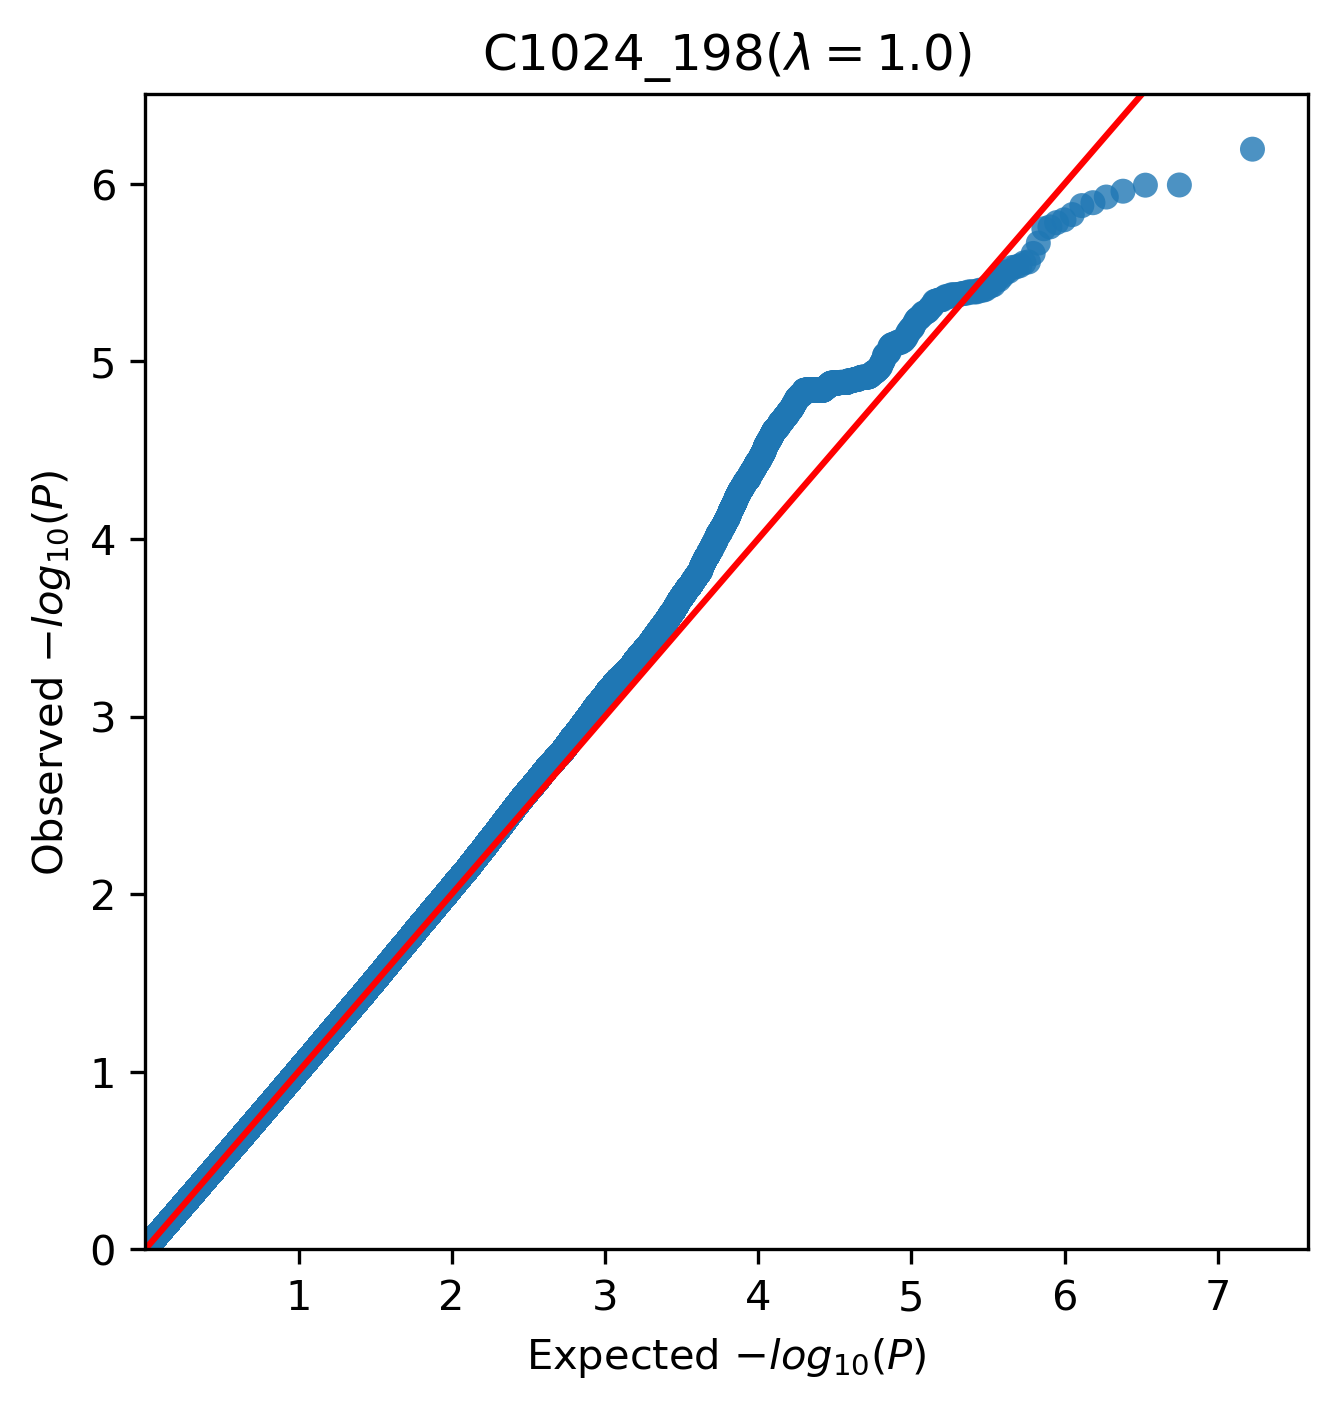 C1024_198(λ = 1.0)
6
5
4
3
2
1
0
Observed −log₁₀(P)
1 2 3 4 5 6 7
Expected −log₁₀(P)